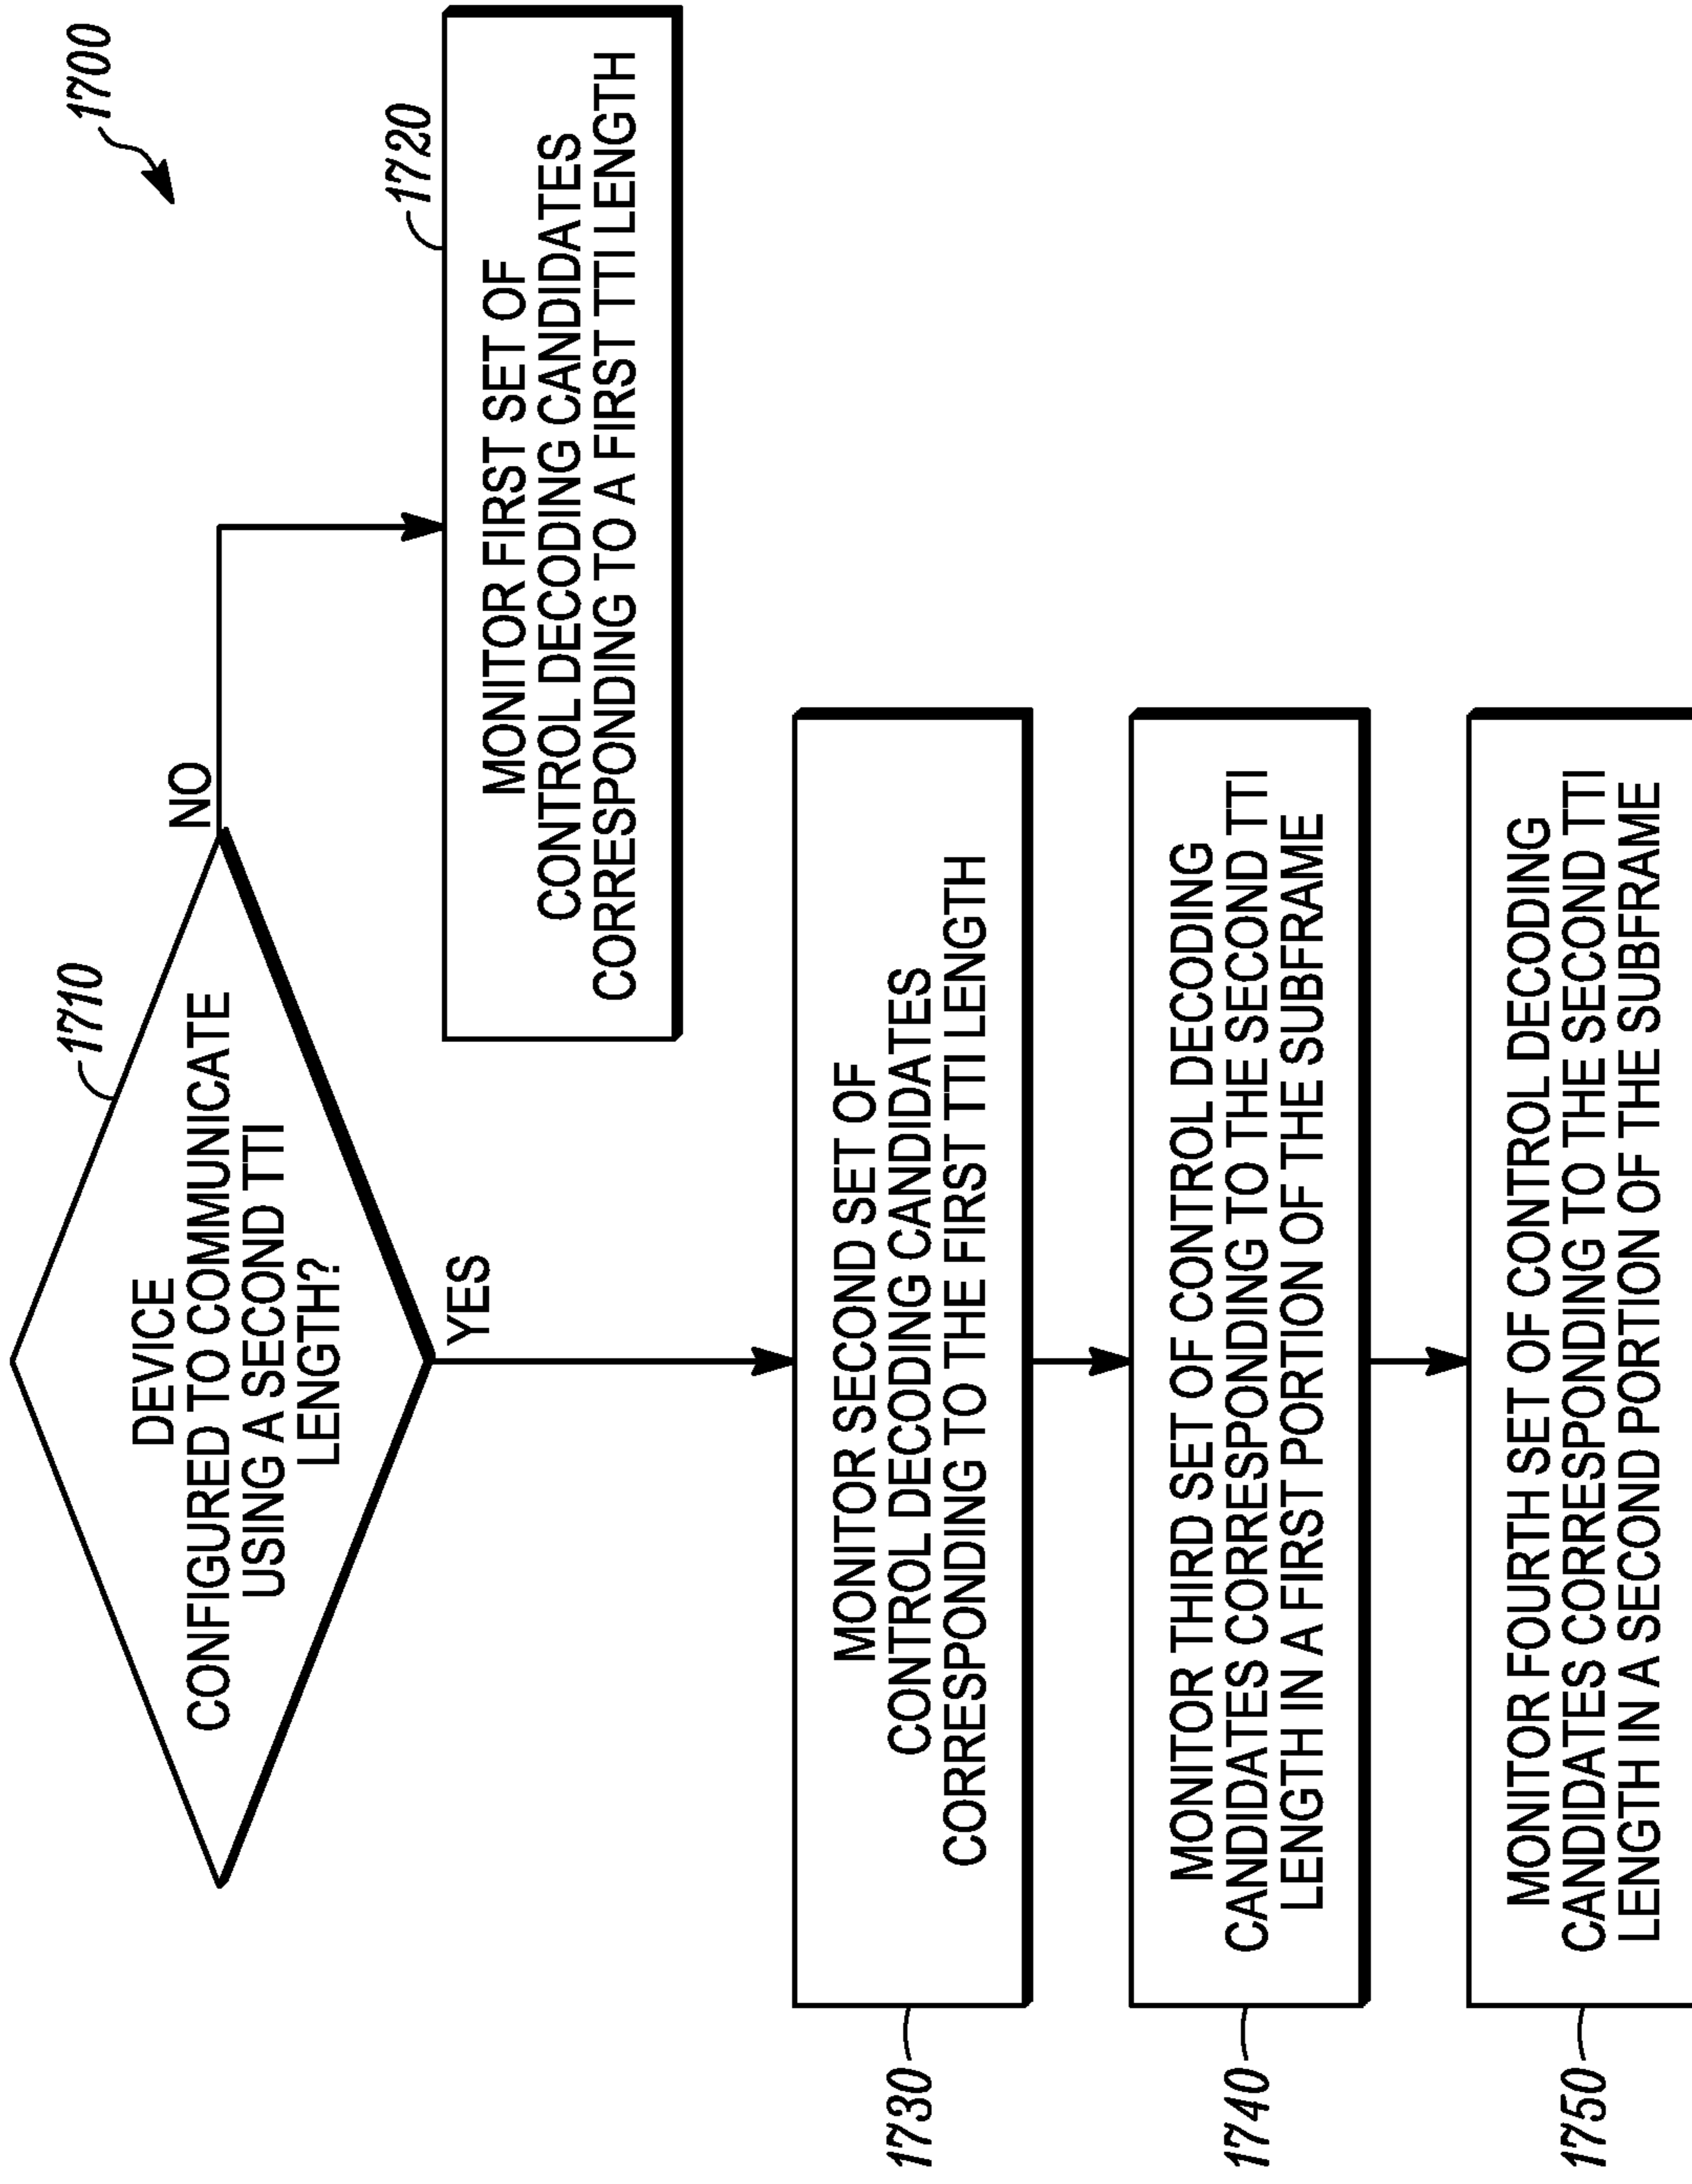 1700
1710
DEVICE
CONFIGURED TO COMMUNICATE
USING A SECOND TTI
LENGTH?
NO
YES
1720
MONITOR FIRST SET OF
CONTROL DECODING CANDIDATES
CORRESPONDING TO A FIRST TTI LENGTH
1730
MONITOR SECOND SET OF
CONTROL DECODING CANDIDATES
CORRESPONDING TO THE FIRST TTI LENGTH
1740
MONITOR THIRD SET OF CONTROL DECODING
CANDIDATES CORRESPONDING TO THE SECOND TTI
LENGTH IN A FIRST PORTION OF THE SUBFRAME
1750
MONITOR FOURTH SET OF CONTROL DECODING
CANDIDATES CORRESPONDING TO THE SECOND TTI
LENGTH IN A SECOND PORTION OF THE SUBFRAME